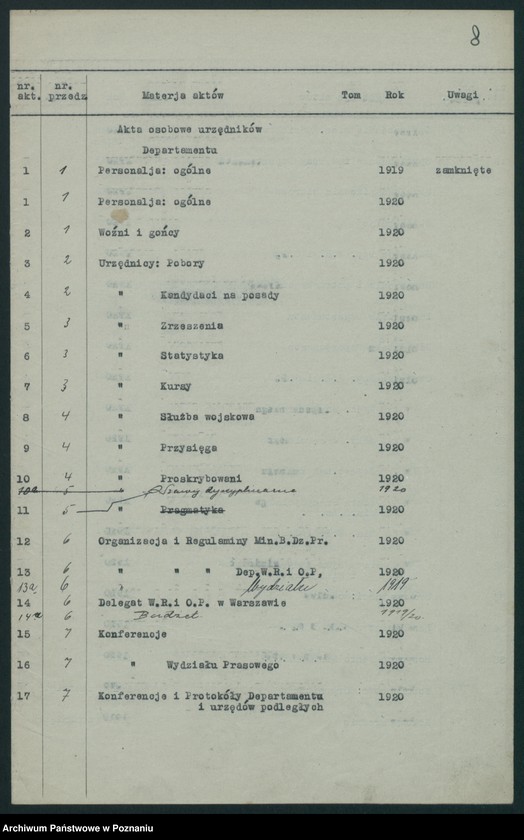 8
nr. nr.
akt. przedz Materja aktów Tom Rok Uwagi
Akta osobowe urzędników
Departamentu
1 1 Personalja: ogólne 1919 zamknięte
1 1 Personalja: ogólne 1920
2 1 Woźni i gońcy 1920
3 2 Urzędnicy: Pobory 1920
4 2 " Kandydaci na posady 1920
5 3 " Zrzeszenia 1920
6 3 " Statystyka 1920
7 3 " Kursy 1920
8 4 " Służba wojskowa 1920
9 4 " Przysięga 1920
10 4 " Proskrybowani 1920
10a 5 " Sprawy dyscyplinarne 1920
11 5 " Pragmatyka 1920
12 6 Organizacja i Regulaminy Min.B.Dz.Pr. 1920
13 6 " " " Dep.W.R.i O.P. 1920
13a 6 " Wydziału 1919
14 6 Delegat W.R.i O.P. w Warszawie 1920
14a 6 Budżet 1919/20
15 7 Konferencje 1920
16 7 " Wydziału Prasowego 1920
17 7 Konferencje i Protokóły Departamentu 1920
i urzędów podległych
Archiwum Państwowe w Poznaniu